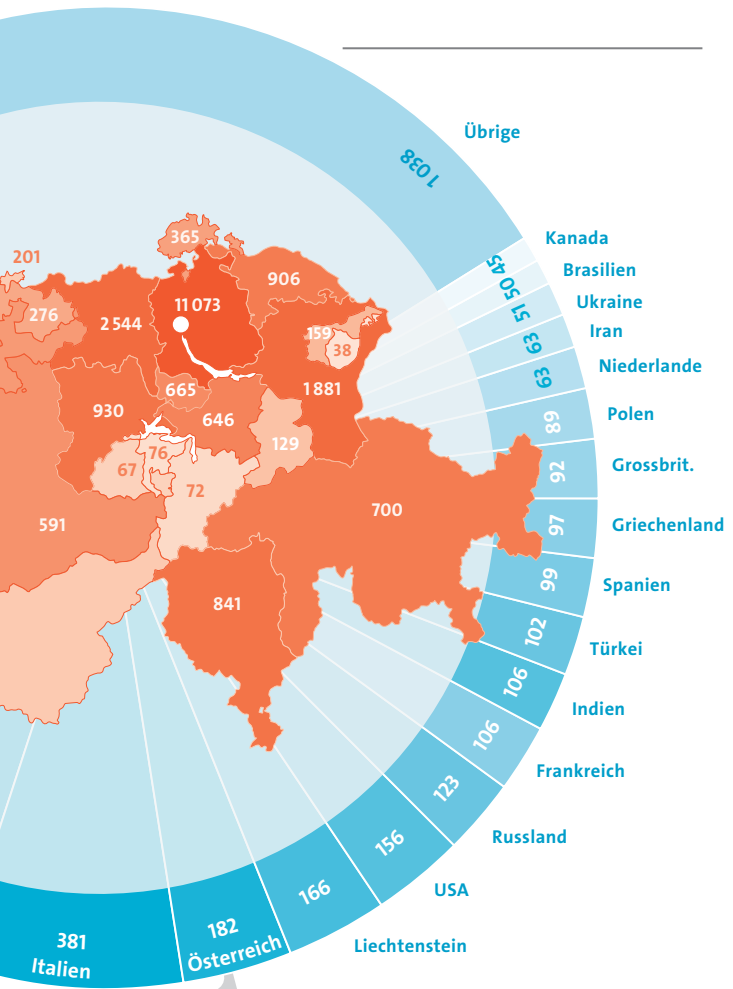 Übrige
1 038
Kanada
45
Brasilien
50
Ukraine
51
Iran
63
Niederlande
63
Polen
89
Grossbrit.
92
Griechenland
97
Spanien
99
Türkei
102
Indien
106
Frankreich
106
Russland
123
USA
156
Liechtenstein
166
182
Österreich
381
Italien
365
201
906
276
2 544
11 073
159
38
1 881
665
930
646
129
76
67
72
591
700
841